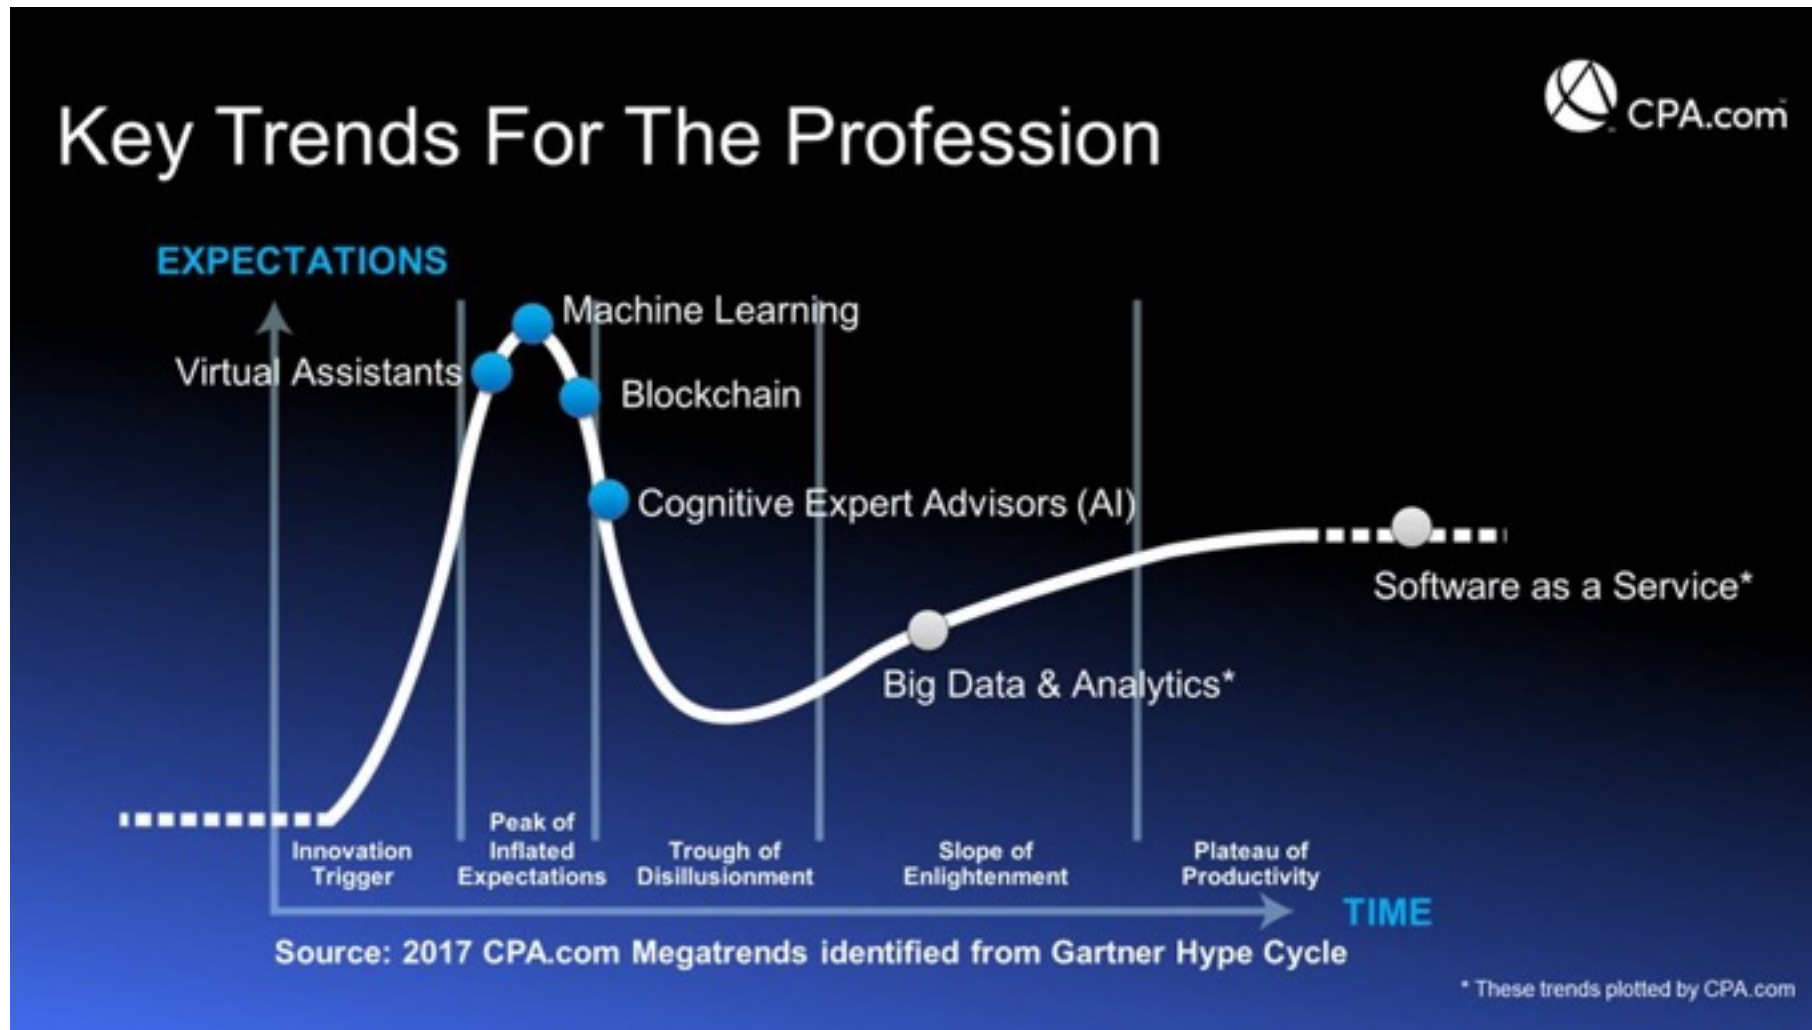 Key Trends For The Profession
CPA.com
EXPECTATIONS
Machine Learning
Virtual Assistants
Blockchain
Cognitive Expert Advisors (AI)
Software as a Service*
Big Data & Analytics*
Innovation
Trigger
Peak of
Inflated
Expectations
Trough of
Disillusionment
Slope of
Enlightenment
Plateau of
Productivity
TIME
Source: 2017 CPA.com Megatrends identified from Gartner Hype Cycle
* These trends plotted by CPA.com